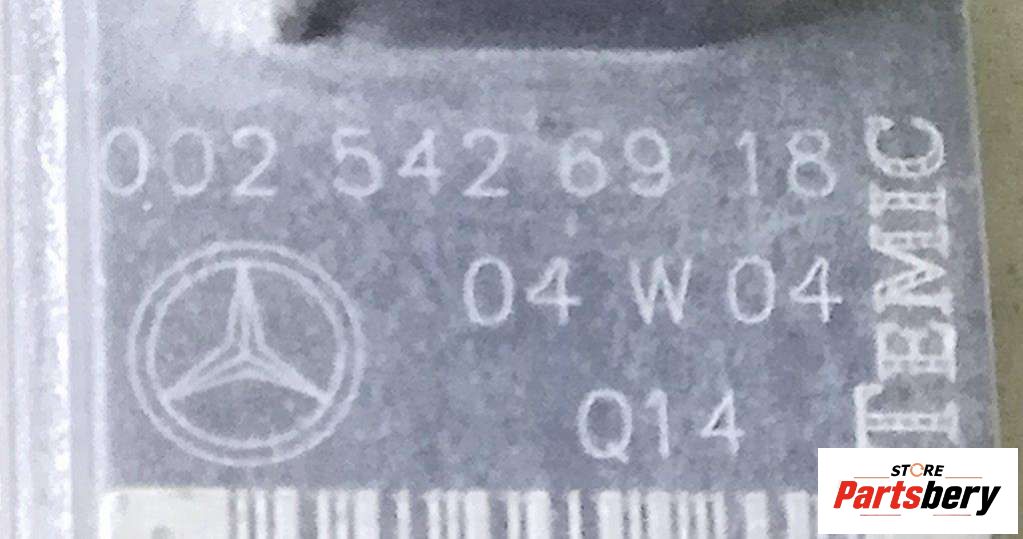 002 542 69 18
04 W 04
Q14
TEMIC
STORE
Partsbery